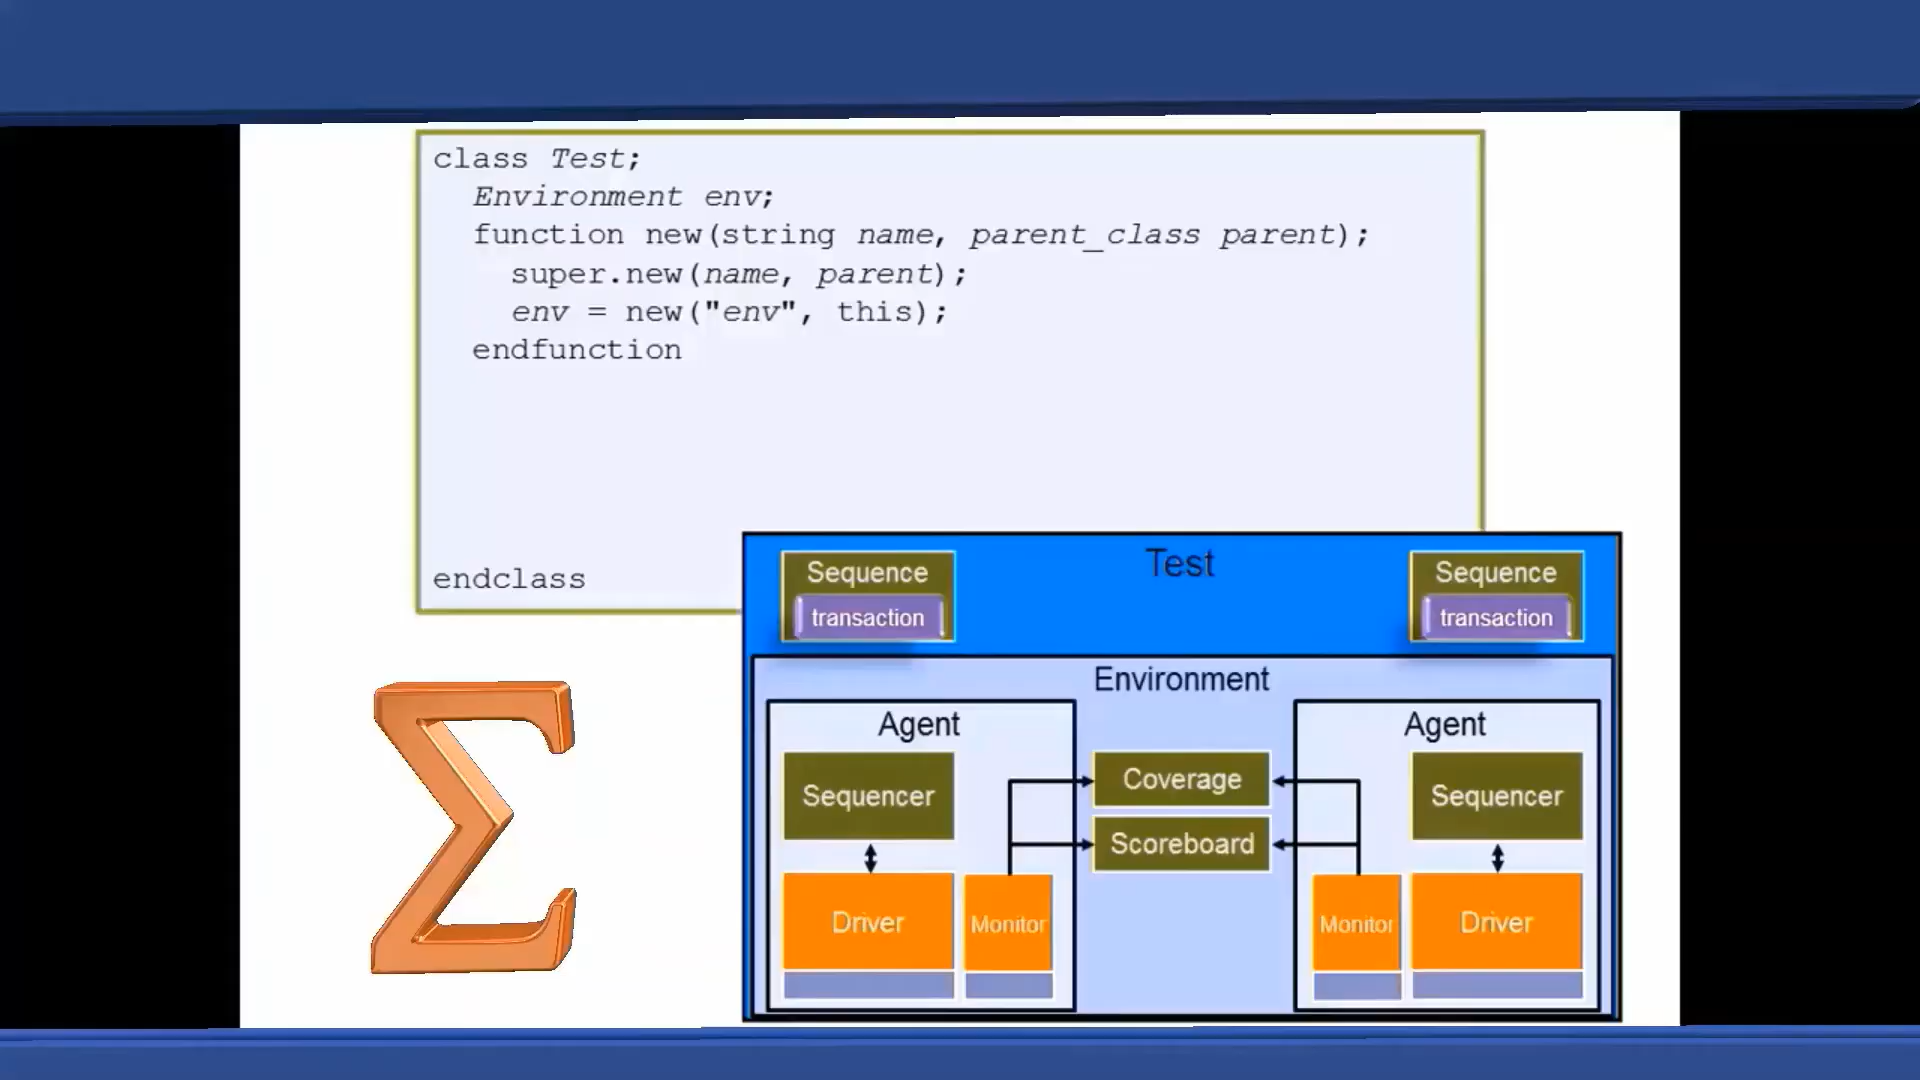 class Test;
Environment env;
function new(string name, parent_class parent);
super.new(name, parent);
env = new("env", this);
endfunction
endclass
Test
Sequence
transaction
Sequence
transaction
Environment
Agent
Agent
Sequencer
Coverage
Sequencer
Scoreboard
Driver
Monitor
Monitor
Driver
Σ